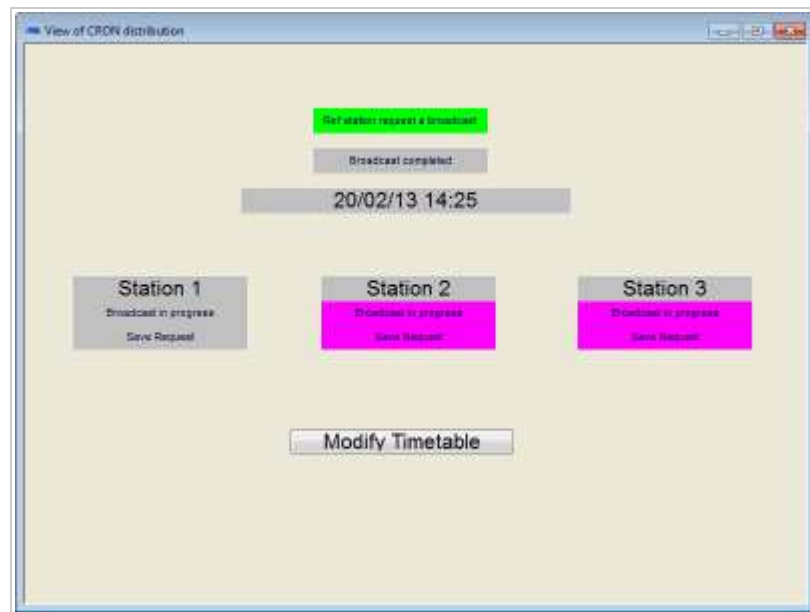 View of CRON distribution
Ref station request a broadcast
Broadcast completed
20/02/13 14:25
Station 1
Station 2
Station 3
Broadcast in progress
Broadcast in progress
Broadcast in progress
Save Request
Save Request
Save Request
Modify Timetable